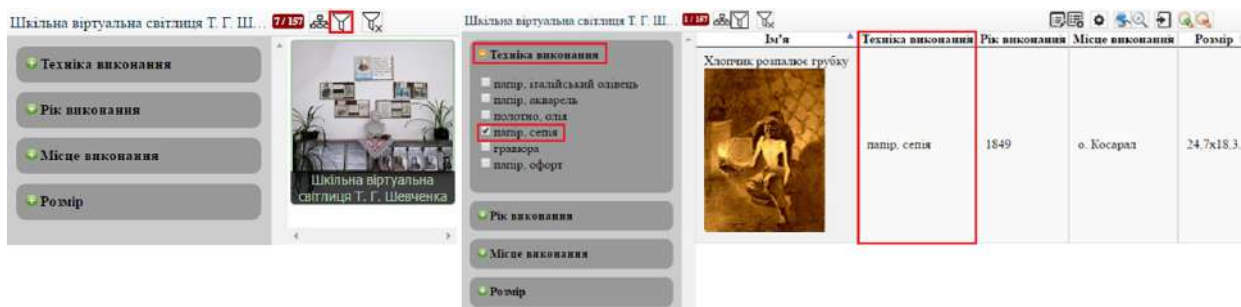 Шкільна віртуальна світлиця Т. Г. Ш... 7/157
Техніка виконання
Рік виконання
Місце виконання
Розмір
Шкільна віртуальна
світлиця Т. Г. Шевченка
Шкільна віртуальна світлиця Т. Г. Ш... 1/157
Техніка виконання
папір, італійський олівець
папір, акварель
полотно, олія
папір, сепія
гравюра
папір, офорт
Рік виконання
Місце виконання
Розмір
Ім'я Техніка виконання Рік виконання Місце виконання Розмір
Хлопчик розпалює грубку
папір, сепія 1849 о. Косарал 24,7x18,3.